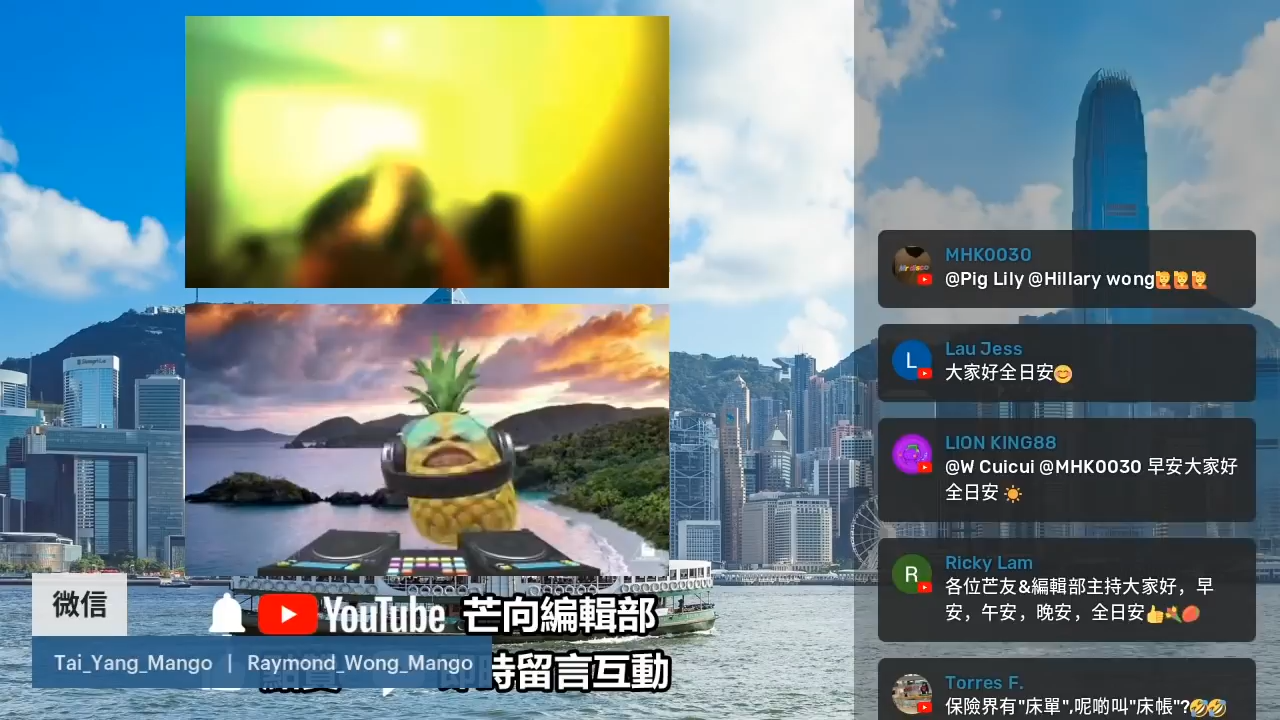 MHK0030
@Pig Lily @Hillary wong🙋🙋🙋
Lau Jess
L
大家好全日安😊
LION KING88
@W Cuicui @MHK0030 早安大家好
全日安☀
Ricky Lam
R
各位芒友&編輯部主持大家好，早
安，午安，晚安，全日安👍💐🥭
Torres F.
保險界有"床單",呢啲叫"床帳"?🤣🤣
微信
YouTube 芒向編輯部
Tai_Yang_Mango | Raymond_Wong_Mango
時留言互動